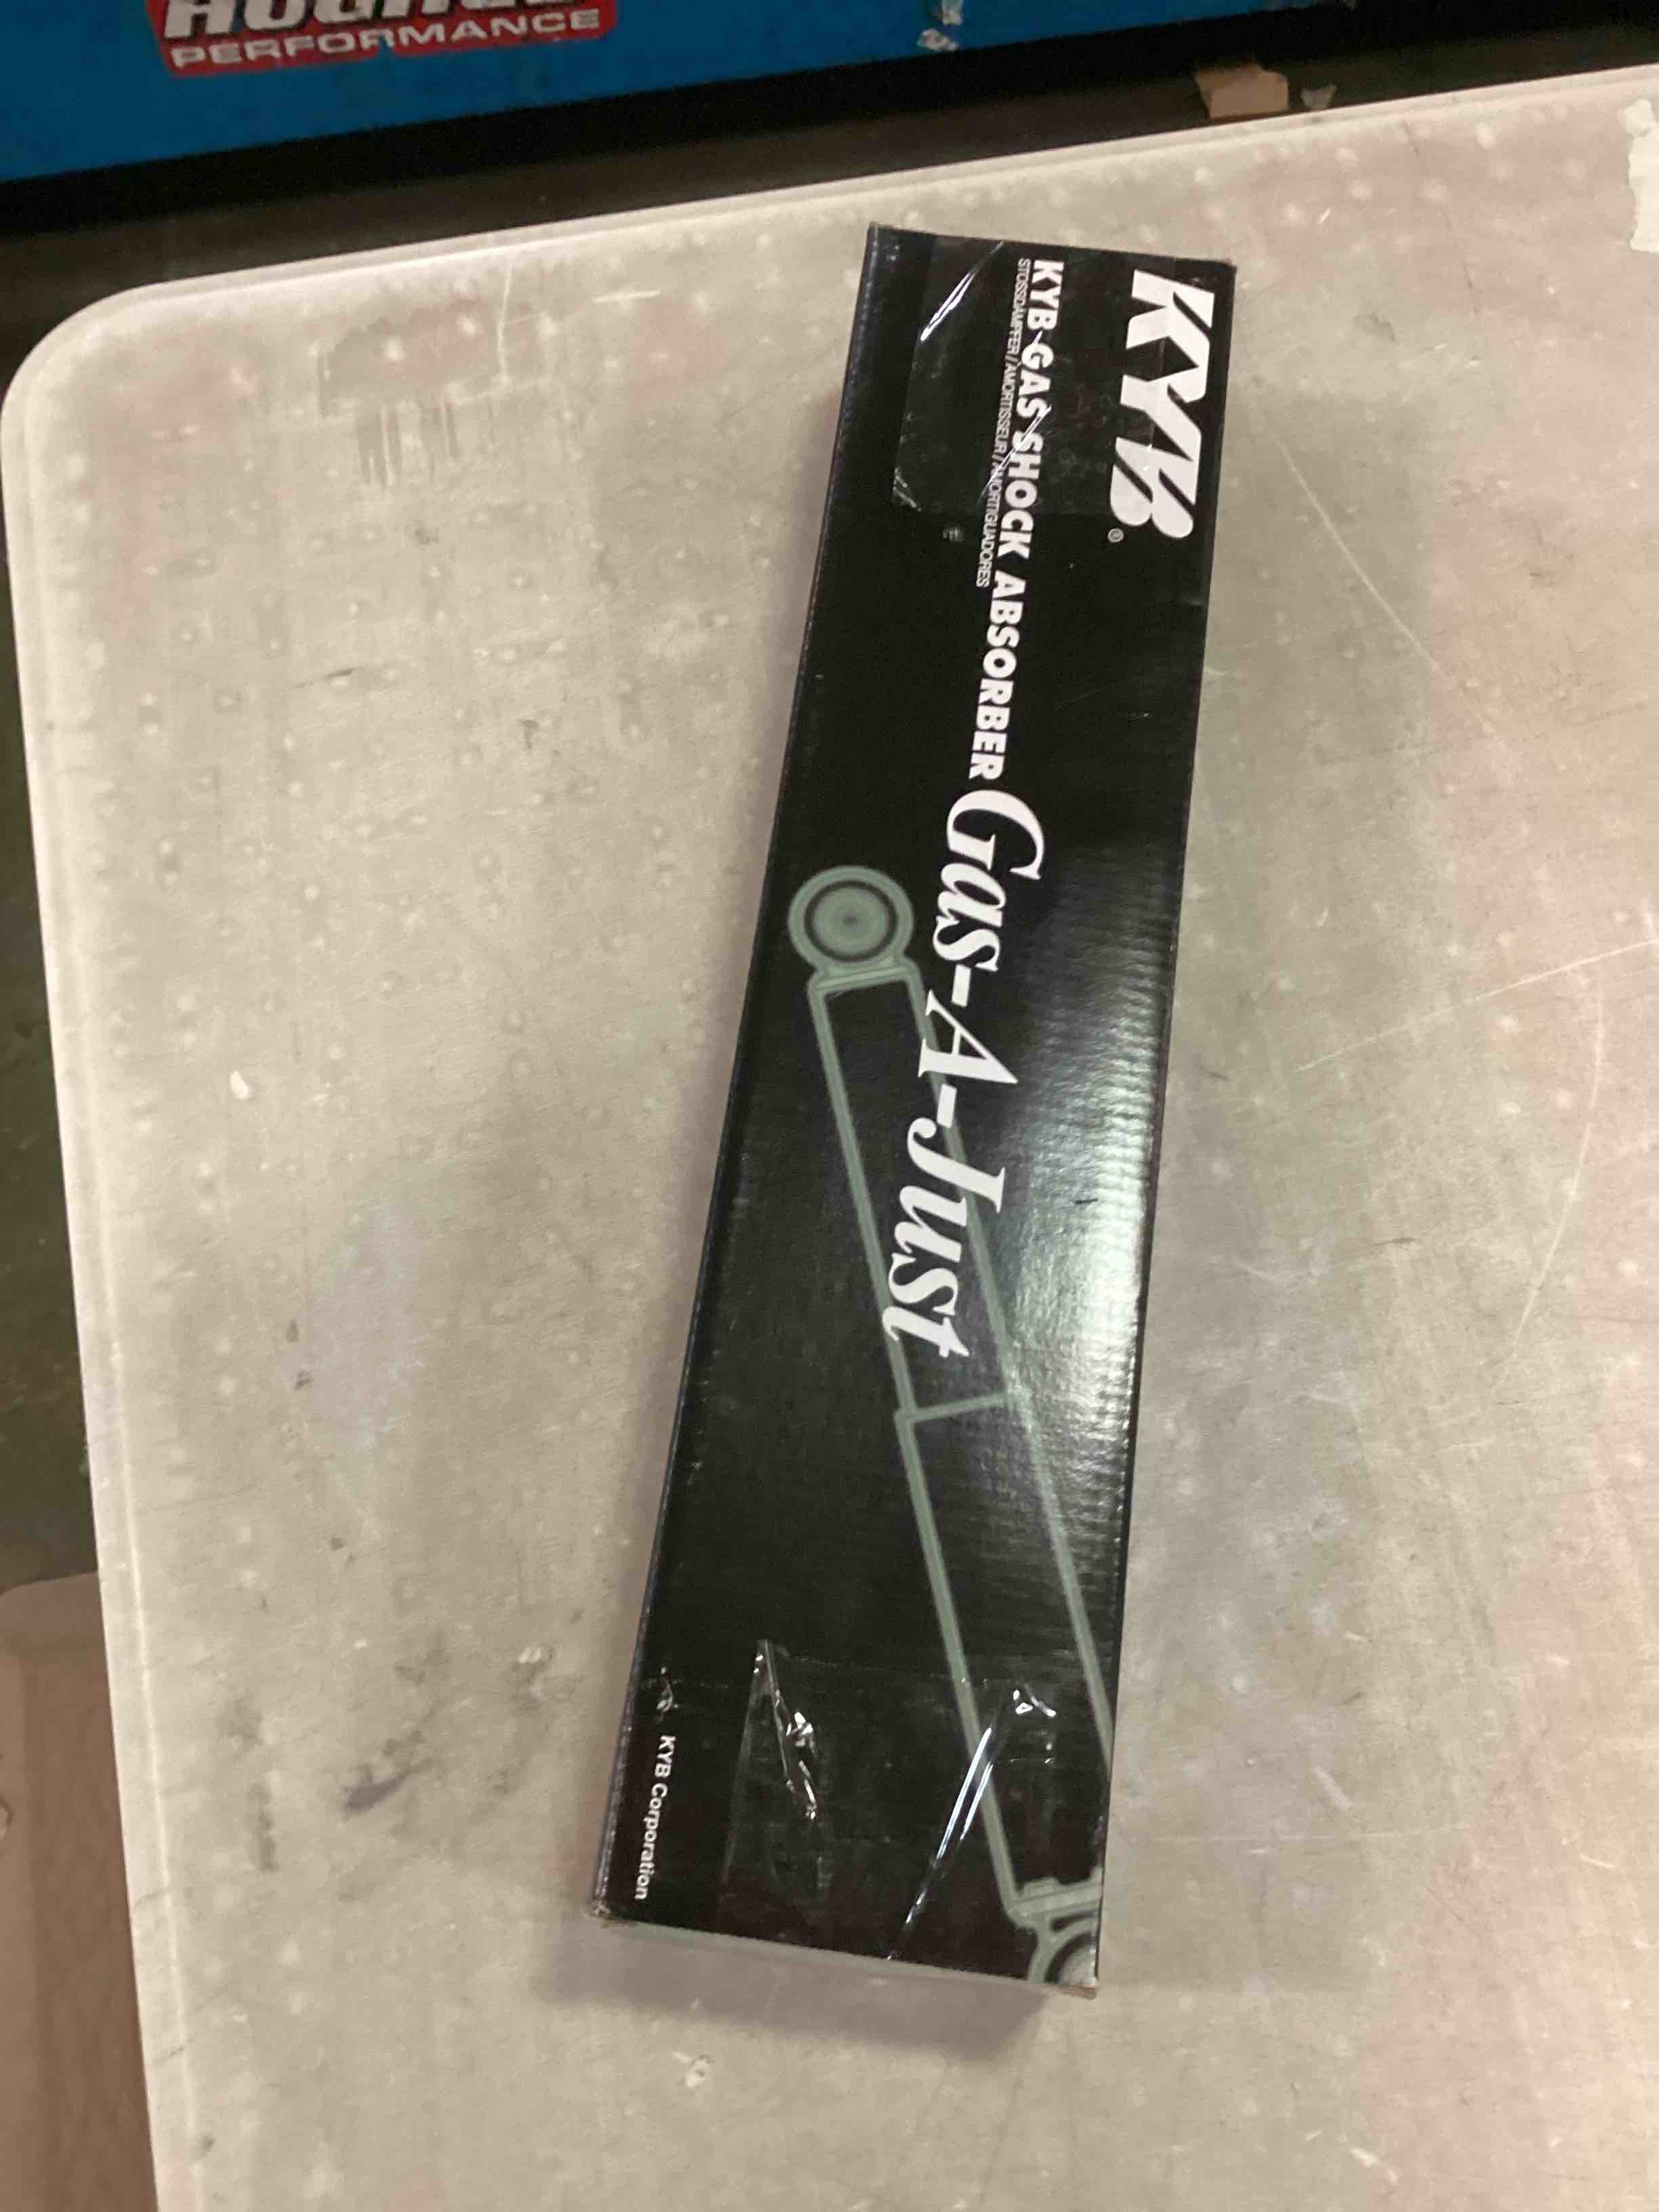 PERFORMANCE
KYB®
KYB GAS SHOCK ABSORBER Gas-A-Just
STOSSDÄMPFER / AMORTISSEUR / AMORTIGUADORES
KYB Corporation